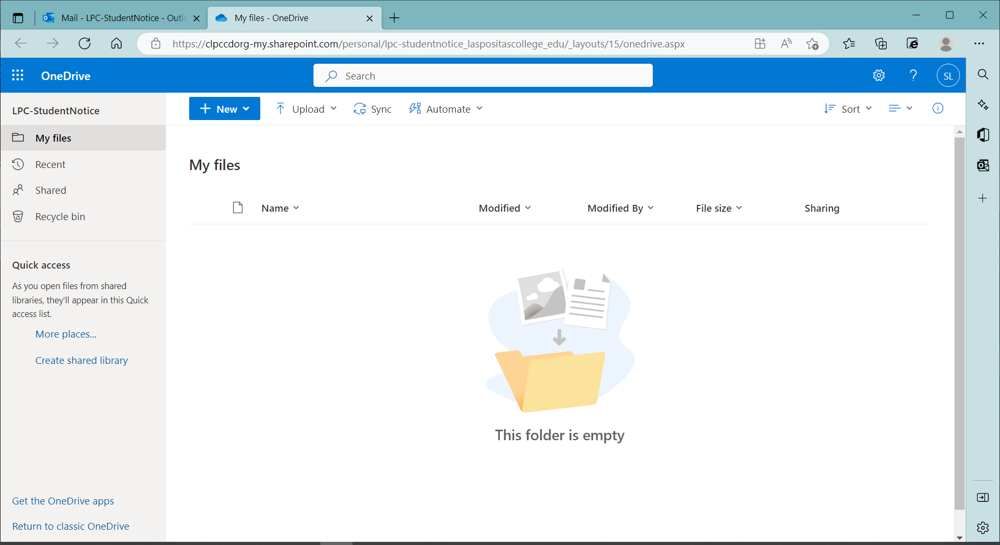 Mail - LPC-StudentNotice - Outlo
My files - OneDrive
https://clpccdorg-my.sharepoint.com/personal/lpc-studentnotice_laspositascollege_edu/_layouts/15/onedrive.aspx
OneDrive
Search
SL
LPC-StudentNotice
New
Upload
Sync
Automate
Sort
My files
Recent
Shared
Recycle bin
Quick access
As you open files from shared
libraries, they'll appear in this Quick
access list.
More places...
Create shared library
Get the OneDrive apps
Return to classic OneDrive
My files
Name
Modified
Modified By
File size
Sharing
This folder is empty